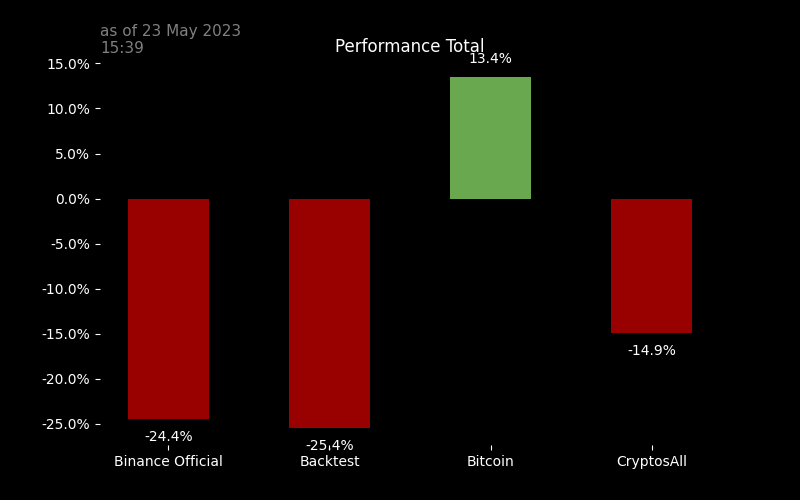 as of 23 May 2023
15:39
Performance Total
15.0%
10.0%
5.0%
0.0%
-5.0%
-10.0%
-15.0%
-20.0%
-25.0%
13.4%
-14.9%
-24.4%
-25.4%
Binance Official
Backtest
Bitcoin
CryptosAll